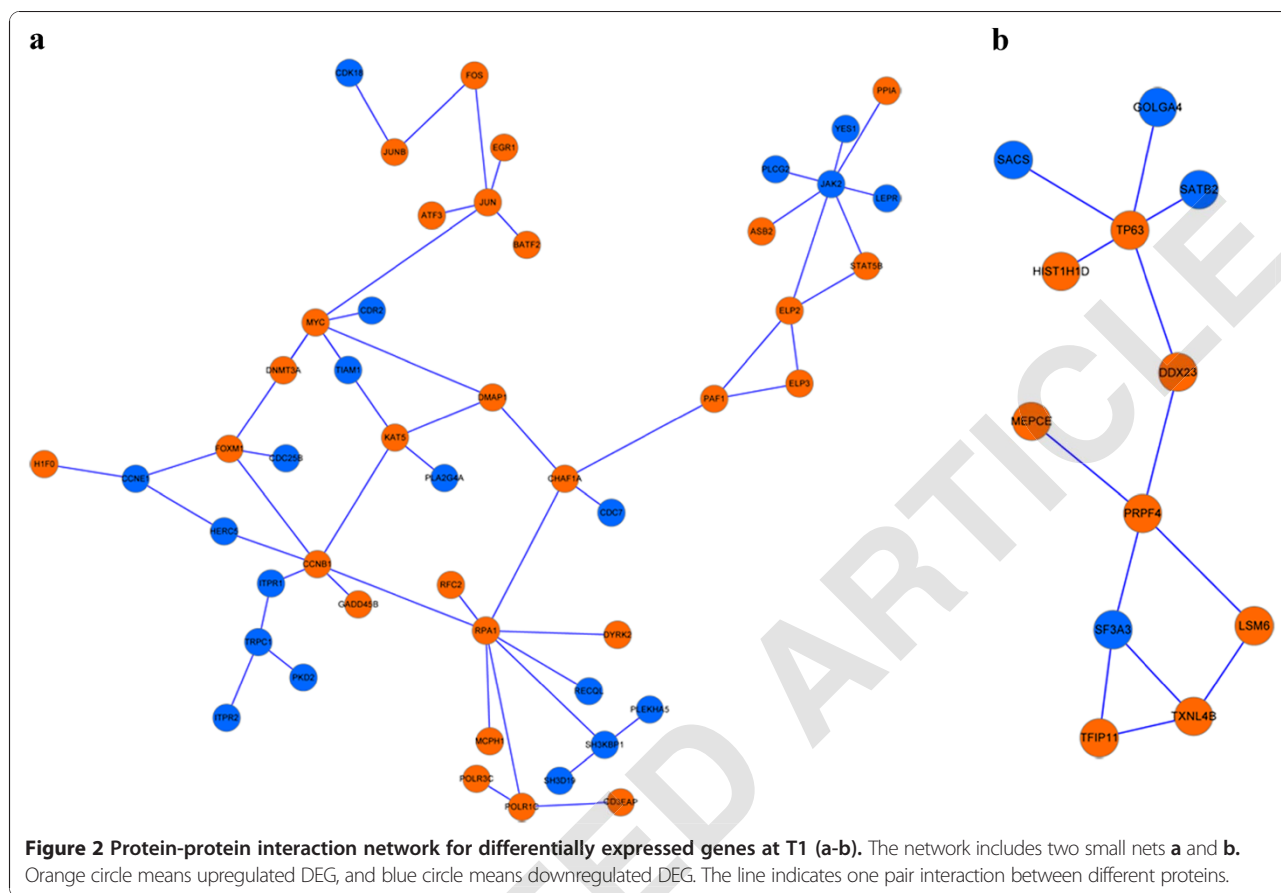 a
b
CDK18
FOS
PPIA
GOLGA4
YES1
JUNB
EGR1
SACS
PLCG2
JAK2
SATB2
LEPR
JUN
ATF3
TP63
ASB2
BATF2
STAT5B
HIST1H1D
CDR2
ELP2
MYC
DNMT3A
TIAM1
DDX23
ELP3
DMAP1
PAF1
MEPCE
KAT5
FOXM1
H1F0
CDC25B
CCNE1
PLA2G4A
CHAF1A
CDC7
PRPF4
HERC5
CCNB1
ITPR1
RFC2
GADD45B
RPA1
DYRK2
SF3A3
LSM6
TRPC1
PKD2
RECQL
PLEKHA5
ITPR2
MCPH1
SH3KBP1
TXNL4B
TFIP11
POLR3C
SH3D19
POLR1C
CD3EAP
Figure 2 Protein-protein interaction network for differentially expressed genes at T1 (a-b). The network includes two small nets a and b.
Orange circle means upregulated DEG, and blue circle means downregulated DEG. The line indicates one pair interaction between different proteins.
TED ARTICLE